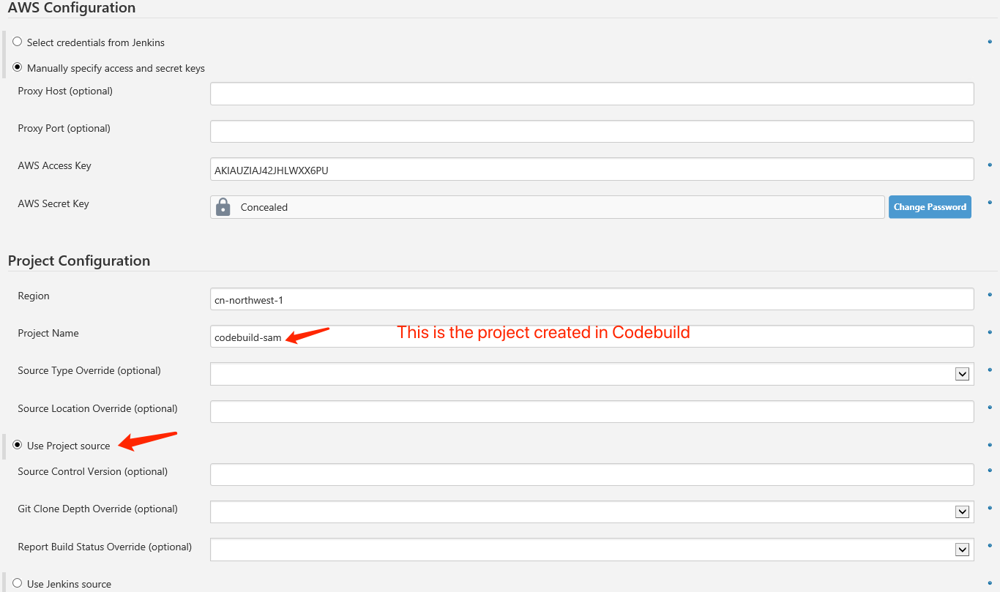 AWS Configuration
Select credentials from Jenkins
Manually specify access and secret keys
Proxy Host (optional)
Proxy Port (optional)
AWS Access Key AKIAUZIAJ42JHLWXX6PU
AWS Secret Key Concealed Change Password
Project Configuration
Region cn-northwest-1
Project Name codebuild-sam This is the project created in Codebuild
Source Type Override (optional)
Source Location Override (optional)
Use Project source
Source Control Version (optional)
Git Clone Depth Override (optional)
Report Build Status Override (optional)
Use Jenkins source